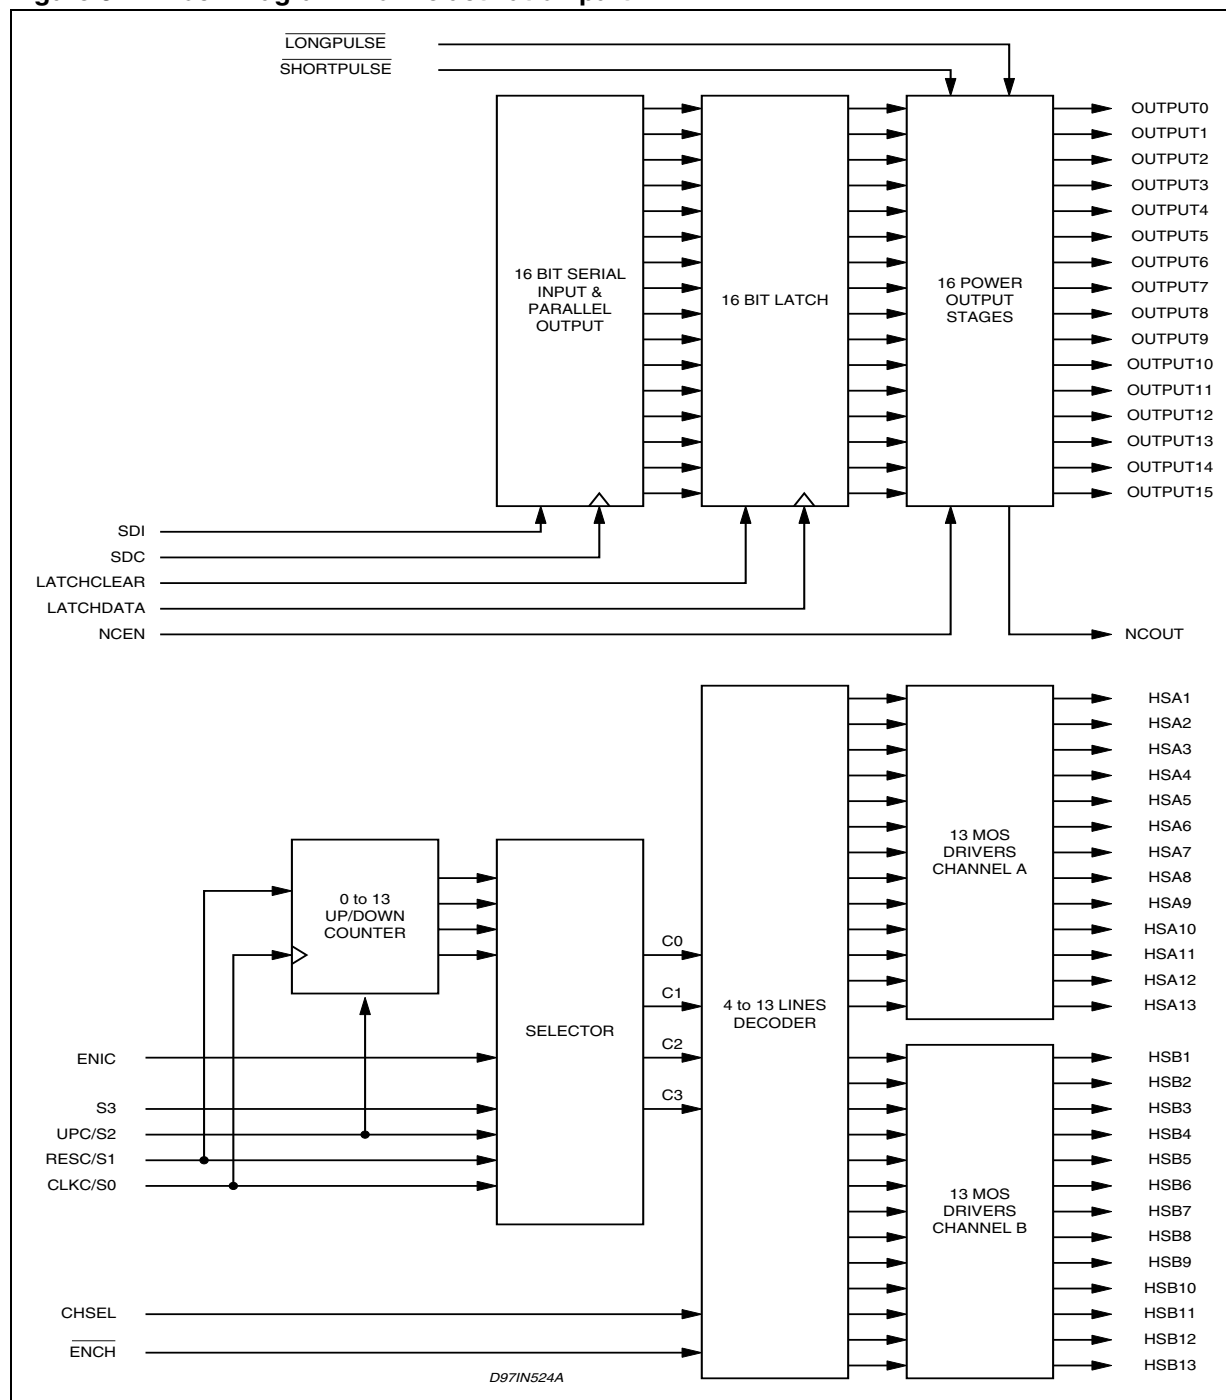 LONGPULSE
SHORTPULSE
16 BIT SERIAL
INPUT &
PARALLEL
OUTPUT
16 BIT LATCH
16 POWER
OUTPUT
STAGES
OUTPUT0
OUTPUT1
OUTPUT2
OUTPUT3
OUTPUT4
OUTPUT5
OUTPUT6
OUTPUT7
OUTPUT8
OUTPUT9
OUTPUT10
OUTPUT11
OUTPUT12
OUTPUT13
OUTPUT14
OUTPUT15
SDI
SDC
LATCHCLEAR
LATCHDATA
NCEN
NCOUT
0 to 13
UP/DOWN
COUNTER
SELECTOR
C0
C1
C2
C3
4 to 13 LINES
DECODER
13 MOS
DRIVERS
CHANNEL A
HSA1
HSA2
HSA3
HSA4
HSA5
HSA6
HSA7
HSA8
HSA9
HSA10
HSA11
HSA12
HSA13
ENIC
S3
UPC/S2
RESC/S1
CLKC/S0
13 MOS
DRIVERS
CHANNEL B
HSB1
HSB2
HSB3
HSB4
HSB5
HSB6
HSB7
HSB8
HSB9
HSB10
HSB11
HSB12
HSB13
CHSEL
ENCH
D97IN524A